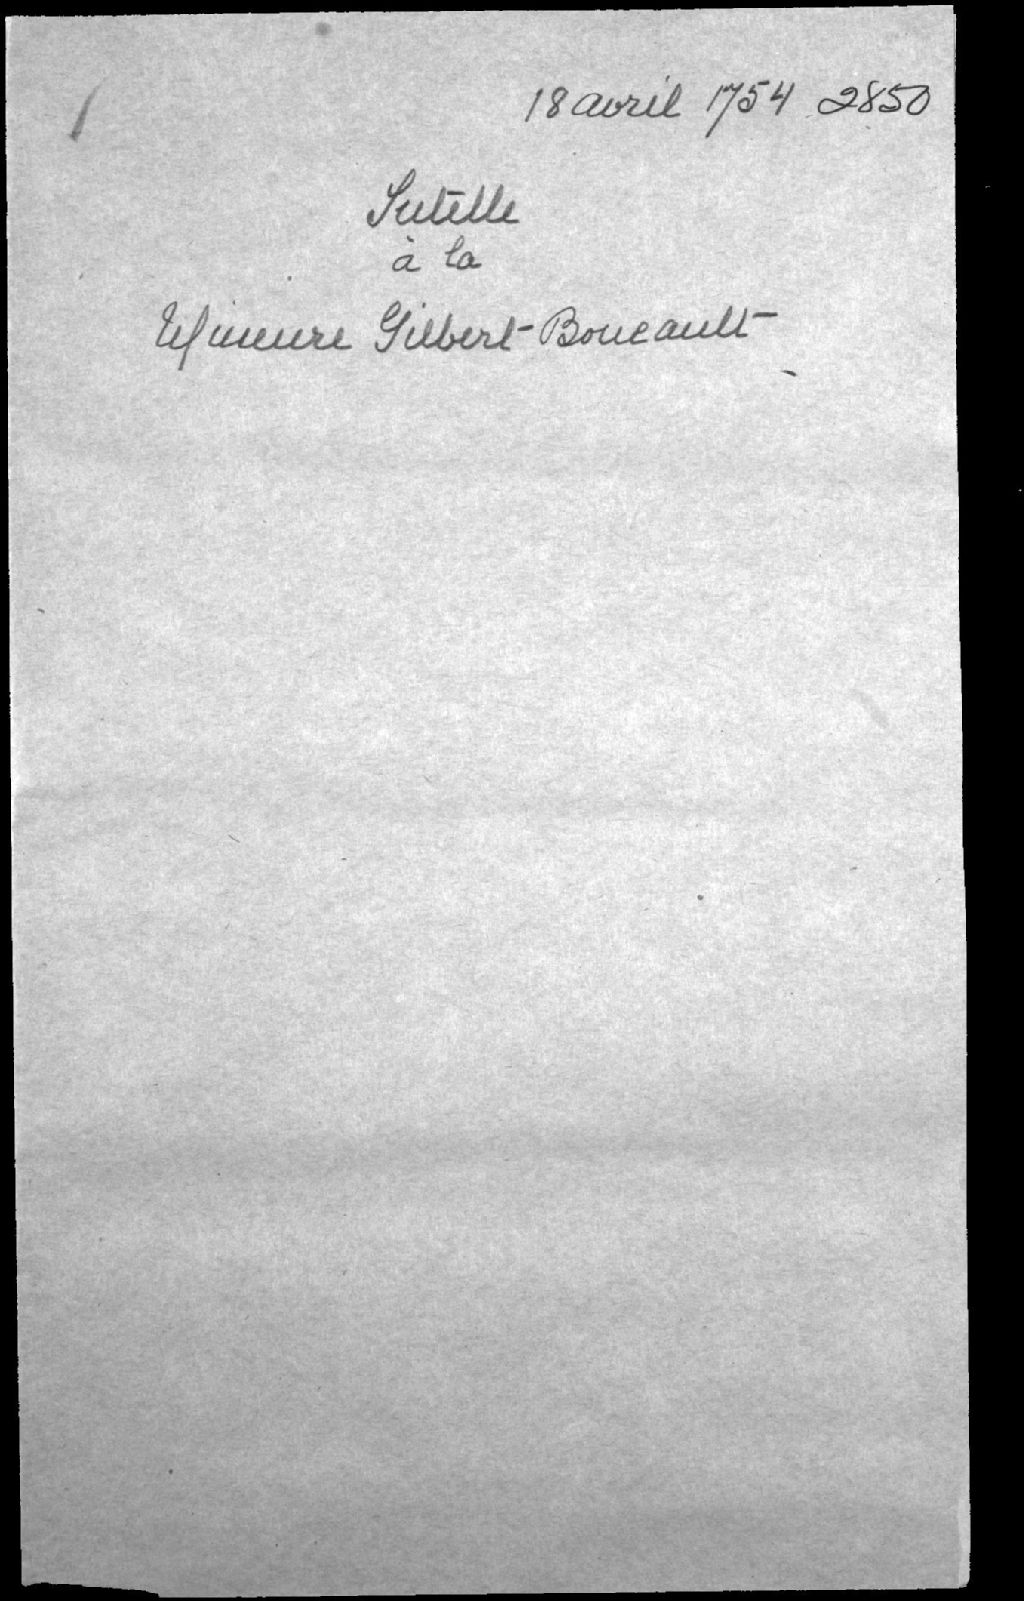 18 avril 1754 2850
Tutelle
à la
Mineure Gilbert-Boucault